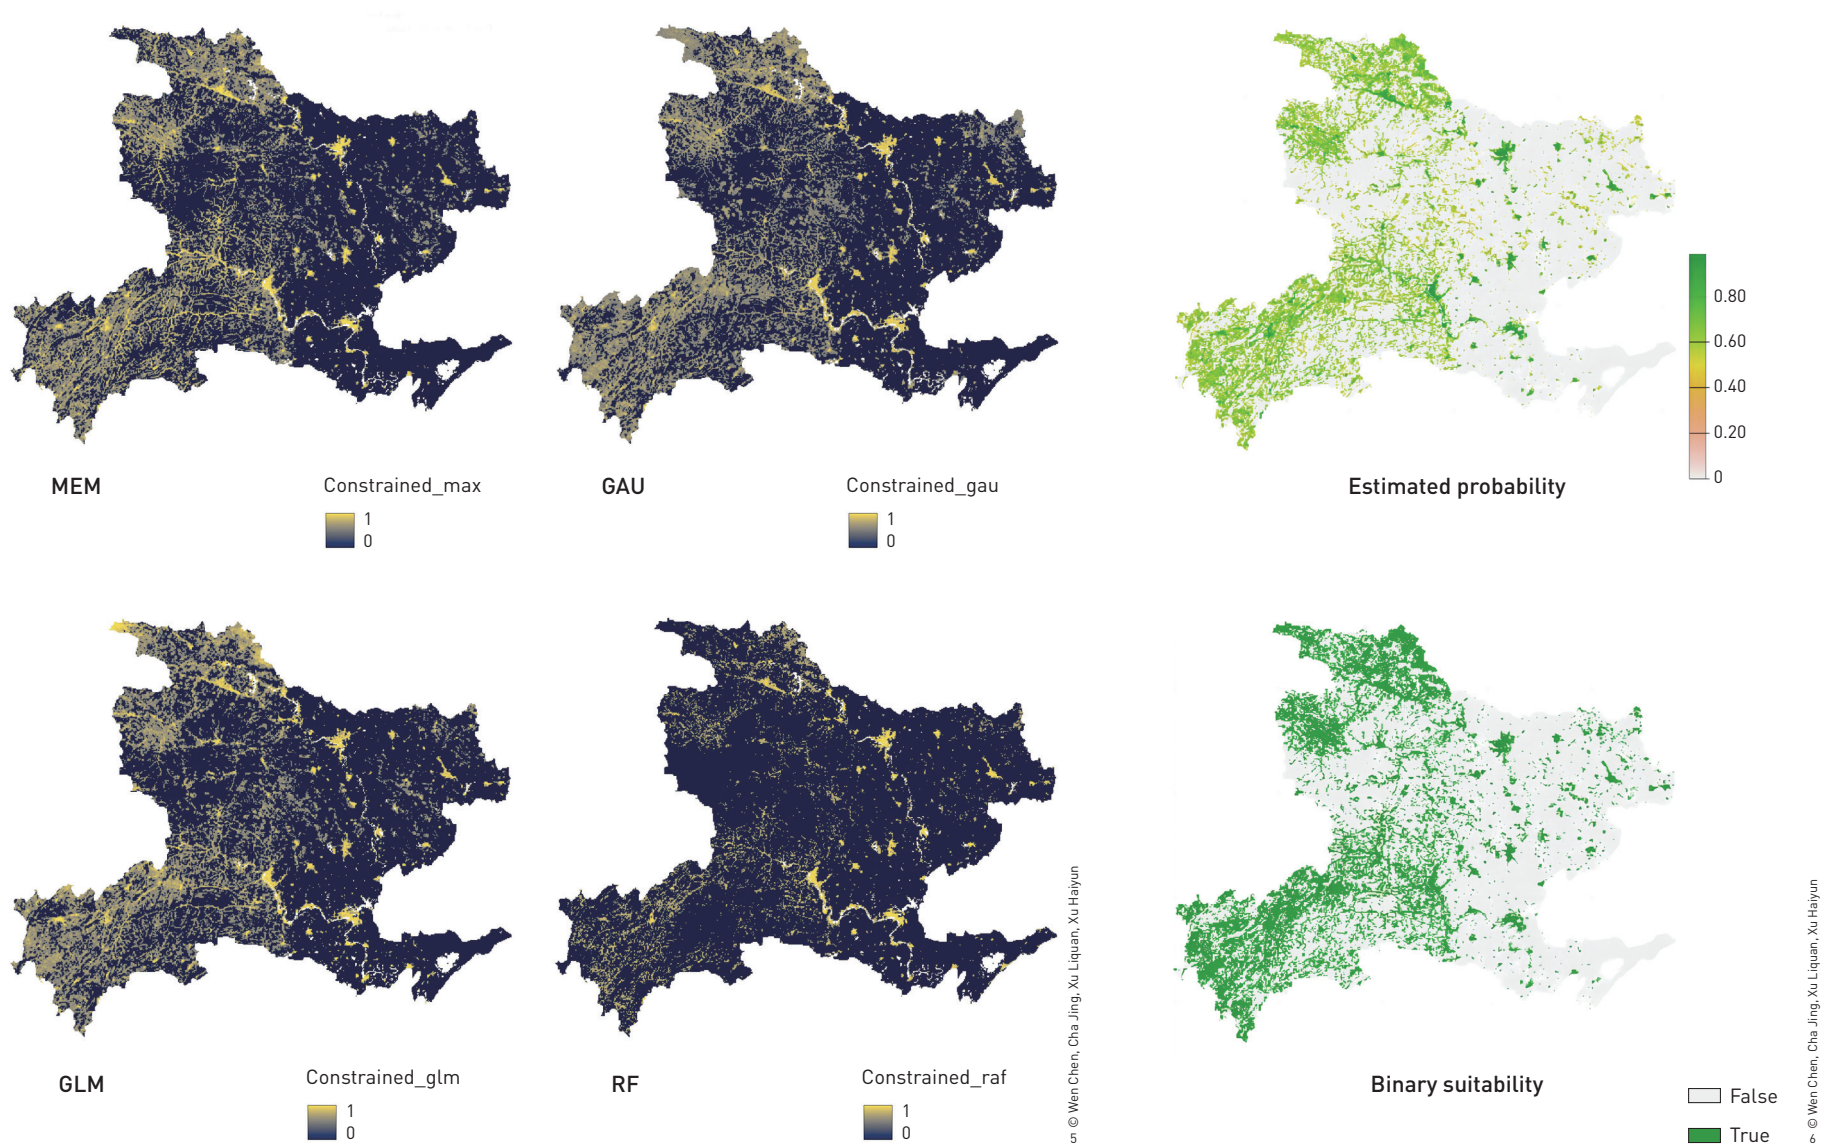 MEM
Constrained_max
1
0
GAU
Constrained_gau
1
0
Estimated probability
0.80
0.60
0.40
0.20
0
GLM
Constrained_glm
1
0
RF
Constrained_raf
1
0
5 © Wen Chen, Cha Jing, Xu Liquan, Xu Haiyun
Binary suitability
False
True
6 © Wen Chen, Cha Jing, Xu Liquan, Xu Haiyun